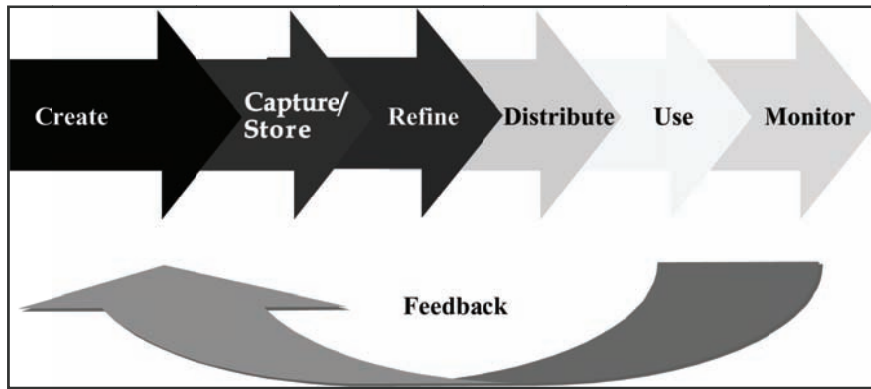 Create
Capture/
Store
Refine
Distribute
Use
Monitor
Feedback